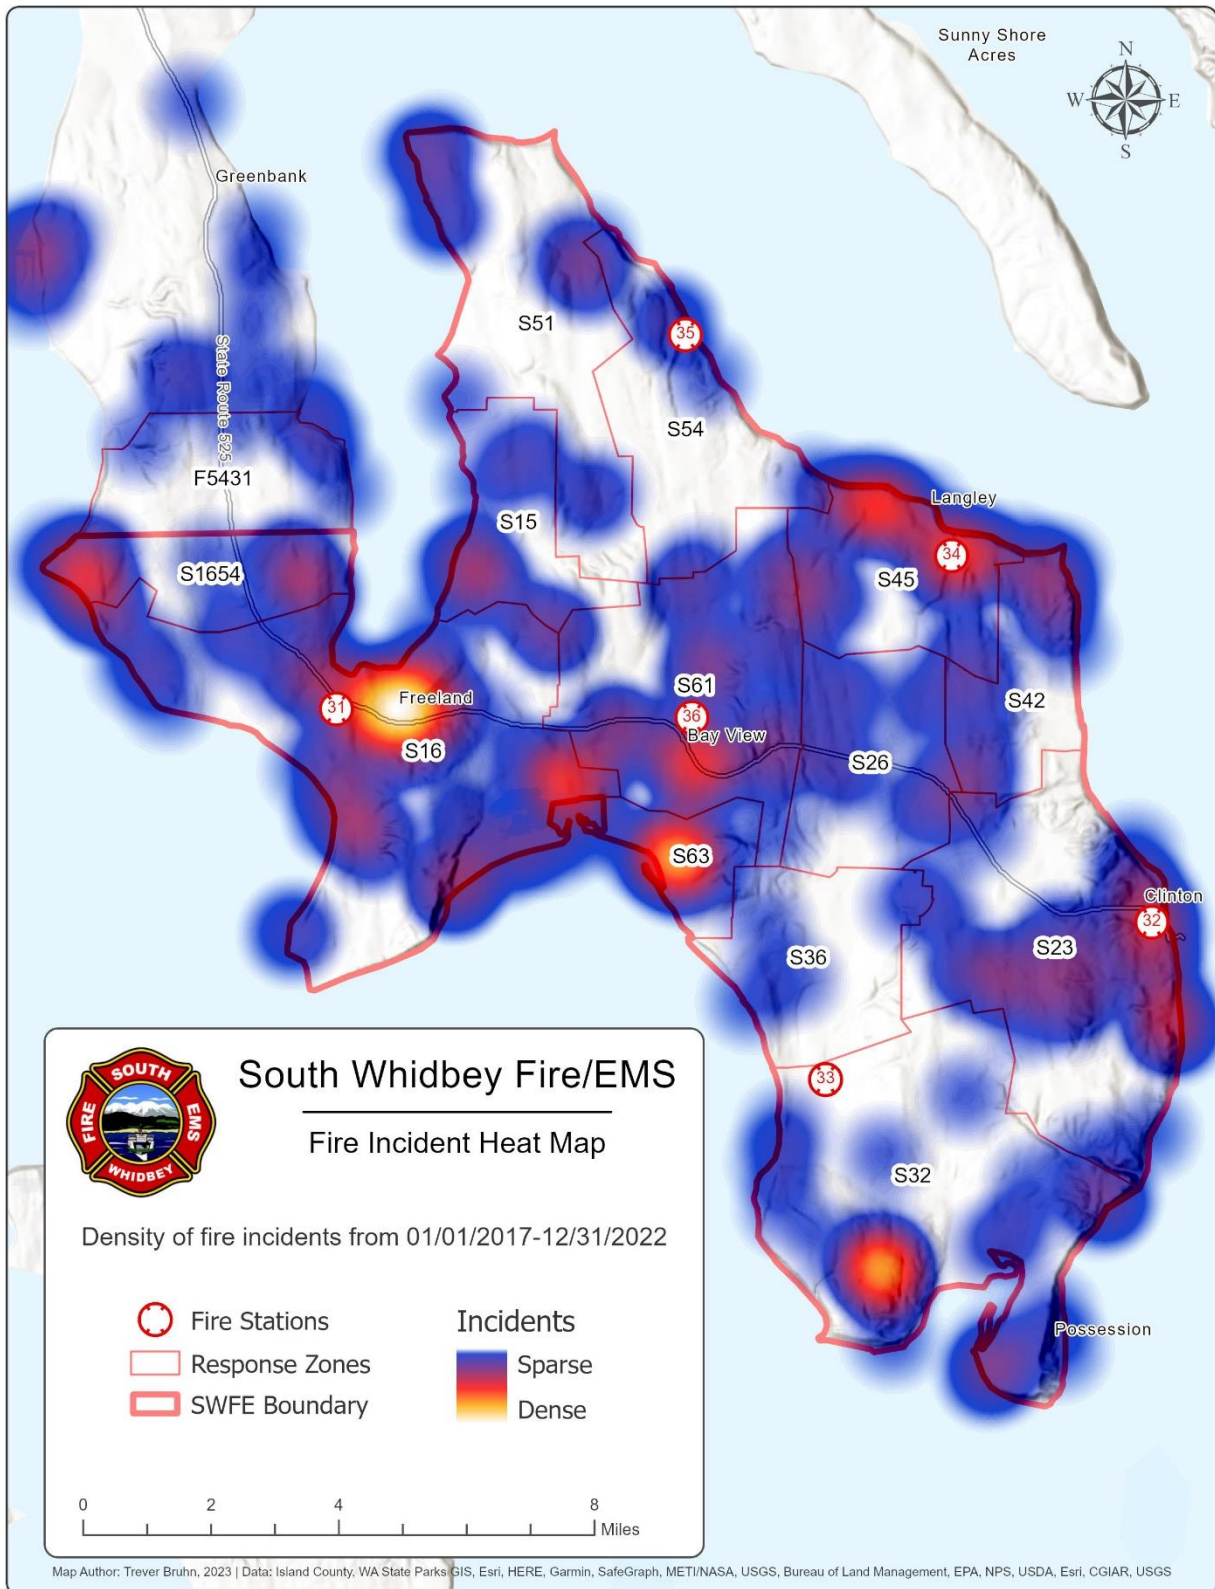 Sunny Shore
Acres
N
W E
S
Greenbank
State Route 525
S51
35
S54
F5431
S15
Langley
34
S1654
S45
S61
S42
31
Freeland
36
Bay View
S16
S26
S63
Clinton
32
S23
S36
33
S32
Possession
SOUTH
FIRE
EMS
WHIDBEY
South Whidbey Fire/EMS
Fire Incident Heat Map
Density of fire incidents from 01/01/2017-12/31/2022
Fire Stations
Response Zones
SWFE Boundary
Incidents
Sparse
Dense
0 2 4 8
Miles
Map Author: Trever Bruhn, 2023 | Data: Island County, WA State Parks GIS, Esri, HERE, Garmin, SafeGraph, METI/NASA, USGS, Bureau of Land Management, EPA, NPS, USDA, Esri, CGIAR, USGS